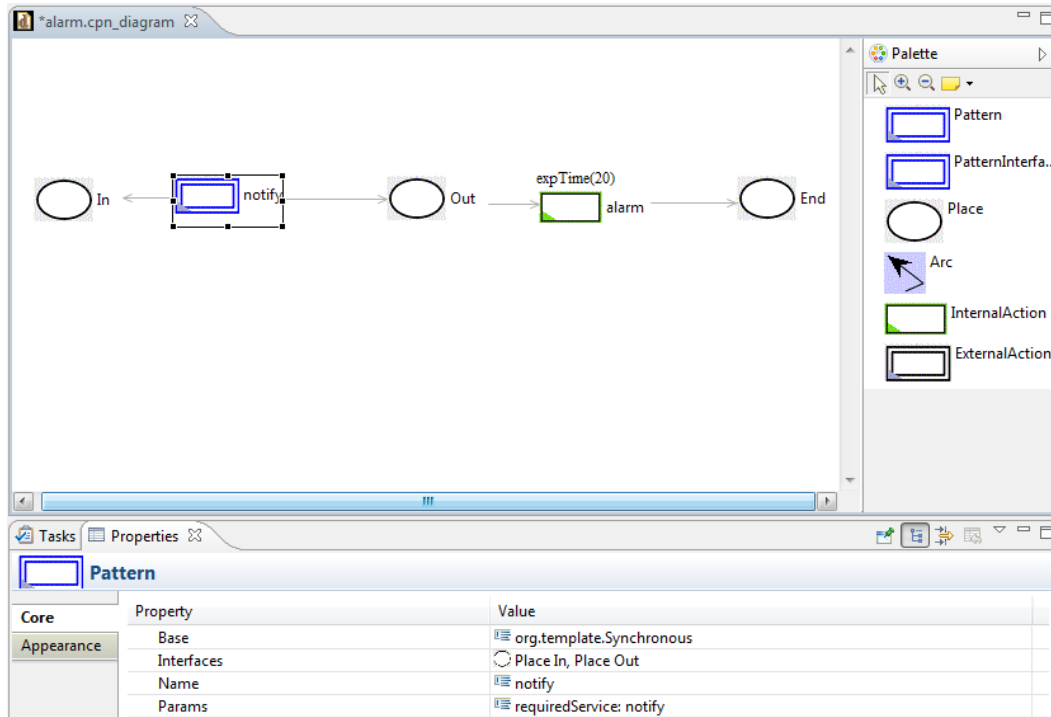 *alarm.cpn_diagram
Palette
Pattern
PatternInterfa...
Place
Arc
InternalAction
ExternalAction
In
notify
Out
expTime(20)
alarm
End
Tasks
Properties
Pattern
Core
Appearance
Property Value
Base org.template.Synchronous
Interfaces Place In, Place Out
Name notify
Params requiredService: notify